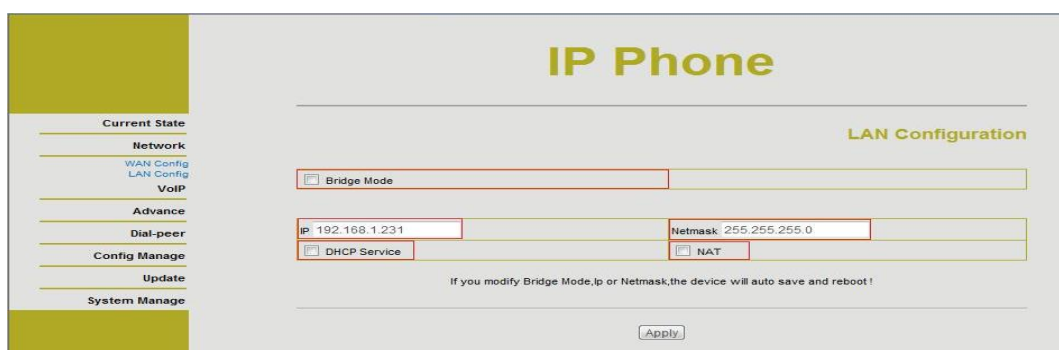 IP Phone
Current State
Network
WAN Config
LAN Config
VoIP
Advance
Dial-peer
Config Manage
Update
System Manage
LAN Configuration
Bridge Mode
IP 192.168.1.231 Netmask 255.255.255.0
DHCP Service NAT
If you modify Bridge Mode,Ip or Netmask,the device will auto save and reboot !
Apply